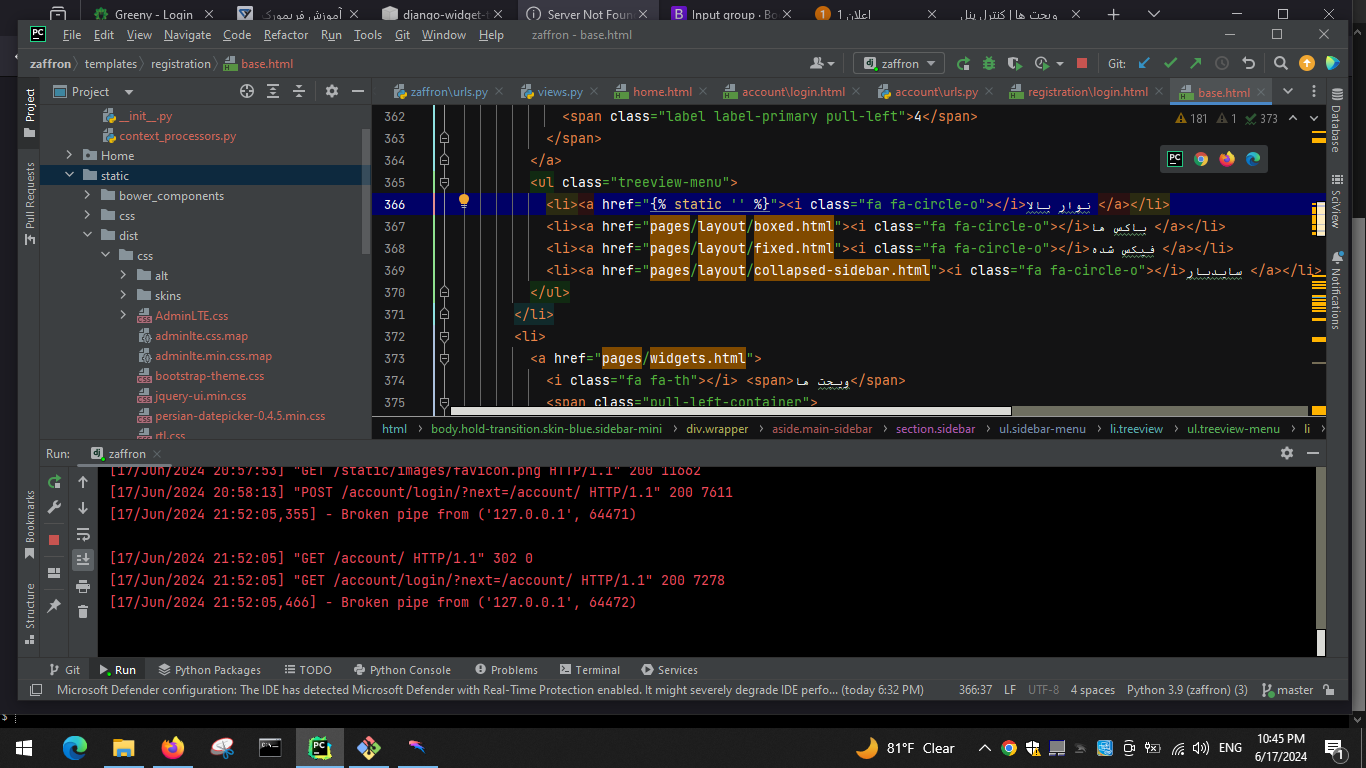 Greeny - Login
آموزش فریمورک
django-widget-t
Server Not Foun
Input group · Bo
1 اعلان
ویجت ها | کنترل پنل
File Edit View Navigate Code Refactor Run Tools Git Window Help zaffron - base.html
zaffron templates registration base.html
zaffron Git:
Project
zaffron\urls.py views.py home.html account\login.html account\urls.py registration\login.html base.html
__init__.py
context_processors.py
Home
static
bower_components
css
dist
css
alt
skins
AdminLTE.css
adminlte.css.map
adminlte.min.css.map
bootstrap-theme.css
jquery-ui.min.css
persian-datepicker-0.4.5.min.css
rtl.css
181 1 373
362 <span class="label label-primary pull-left">4</span>
363 </span>
364 </a>
365 <ul class="treeview-menu">
366 <li><a href="{% static '' %}"><i class="fa fa-circle-o"></i>نوار بالا </a></li>
367 <li><a href="pages/layout/boxed.html"><i class="fa fa-circle-o"></i>باکس ها </a></li>
368 <li><a href="pages/layout/fixed.html"><i class="fa fa-circle-o"></i>فیکس شده </a></li>
369 <li><a href="pages/layout/collapsed-sidebar.html"><i class="fa fa-circle-o"></i>سایدبار </a></li>
370 </ul>
371 </li>
372 <li>
373 <a href="pages/widgets.html">
374 <i class="fa fa-th"></i> <span>ویجت ها</span>
375 <span class="pull-left-container">
html body.hold-transition.skin-blue.sidebar-mini div.wrapper aside.main-sidebar section.sidebar ul.sidebar-menu li.treeview ul.treeview-menu li
Project
Pull Requests
Bookmarks
Structure
Database
SciView
Notifications
Run: zaffron
[17/Jun/2024 20:57:53] "GET /static/images/favicon.png HTTP/1.1" 200 11662
[17/Jun/2024 20:58:13] "POST /account/login/?next=/account/ HTTP/1.1" 200 7611
[17/Jun/2024 21:52:05,355] - Broken pipe from ('127.0.0.1', 64471)
[17/Jun/2024 21:52:05] "GET /account/ HTTP/1.1" 302 0
[17/Jun/2024 21:52:05] "GET /account/login/?next=/account/ HTTP/1.1" 200 7278
[17/Jun/2024 21:52:05,466] - Broken pipe from ('127.0.0.1', 64472)
Git Run Python Packages TODO Python Console Problems Terminal Services
Microsoft Defender configuration: The IDE has detected Microsoft Defender with Real-Time Protection enabled. It might severely degrade IDE perfo... (today 6:32 PM) 366:37 LF UTF-8 4 spaces Python 3.9 (zaffron) (3) master
81°F Clear ENG
10:45 PM
6/17/2024
1